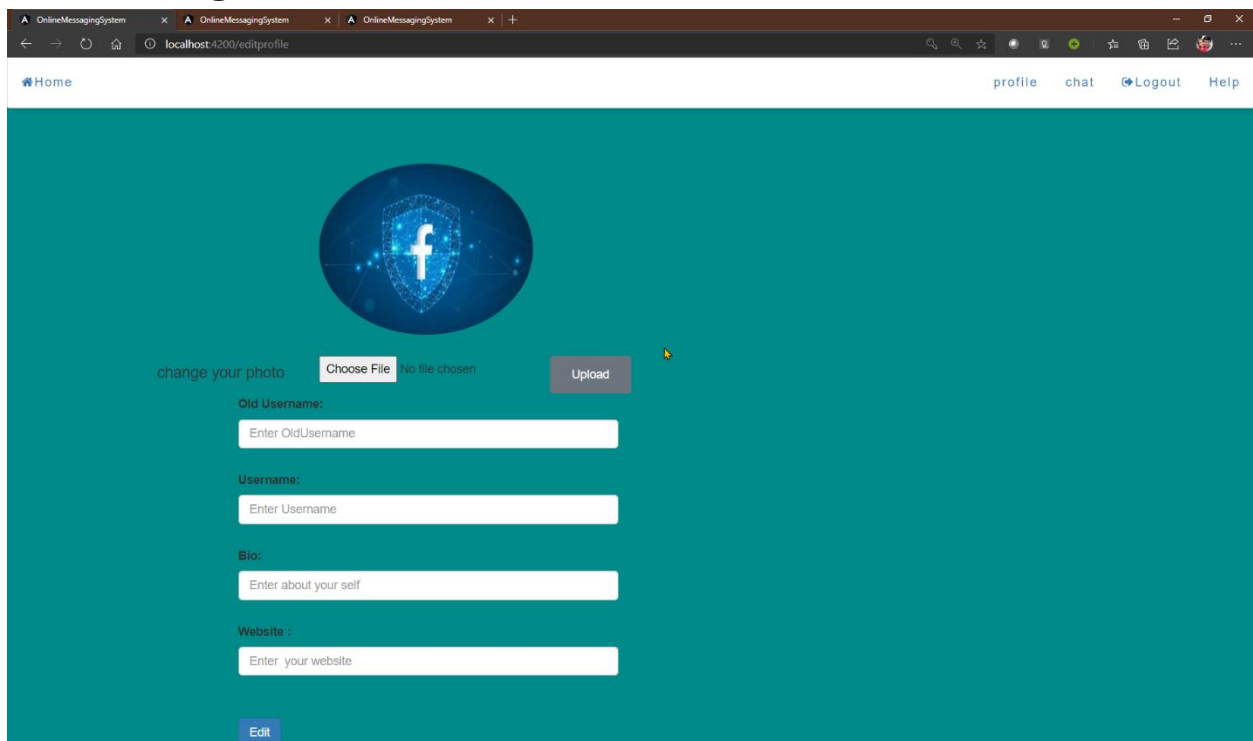 OnlineMessagingSystem OnlineMessagingSystem OnlineMessagingSystem
localhost:4200/editprofile
Home profile chat Logout Help
f
change your photo Choose File No file chosen Upload
Old Username:
Enter OldUsername
Username:
Enter Username
Bio:
Enter about your self
Website :
Enter your website
Edit